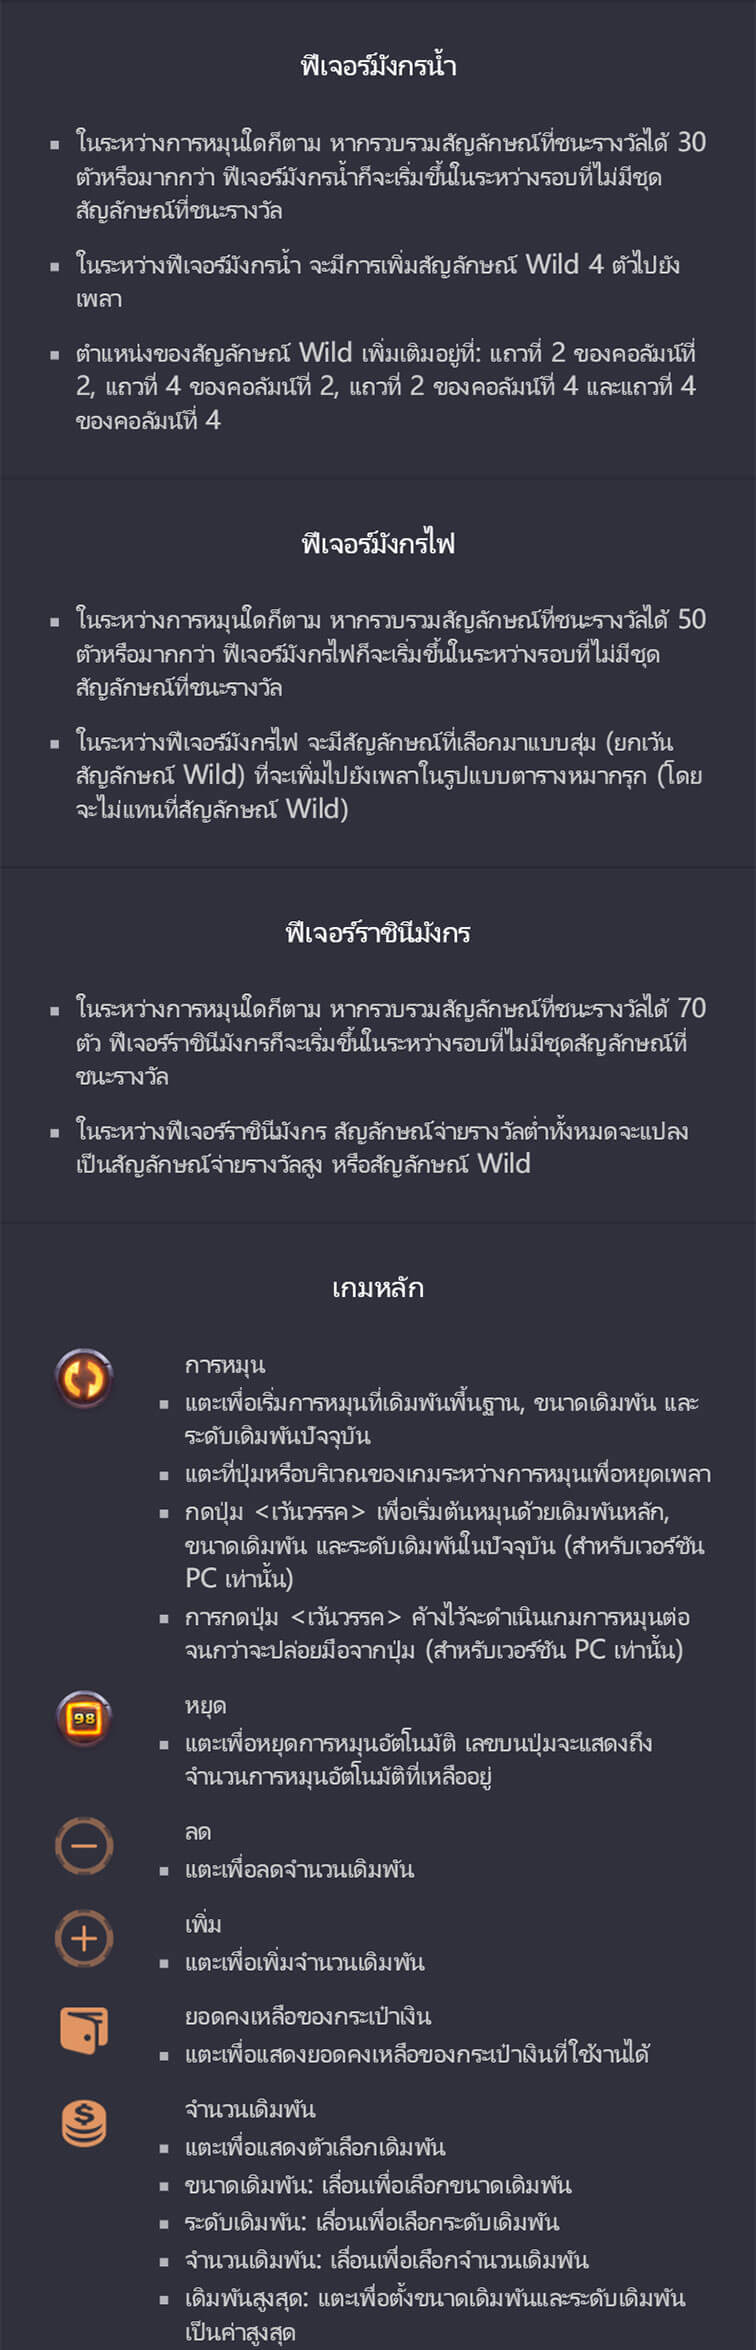 ฟีเจอร์มังกรน้ำ
ในระหว่างการหมุนใดก็ตาม หากรวบรวมสัญลักษณ์ที่ชนะรางวัลได้ 30
ตัวหรือมากกว่า ฟีเจอร์มังกรน้ำก็จะเริ่มขึ้นในระหว่างรอบที่ไม่มีชุด
สัญลักษณ์ที่ชนะรางวัล
ในระหว่างฟีเจอร์มังกรน้ำ จะมีการเพิ่มสัญลักษณ์ Wild 4 ตัวไปยัง
เพลา
ตำแหน่งของสัญลักษณ์ Wild เพิ่มเติมอยู่ที่: แถวที่ 2 ของคอลัมน์ที่
2, แถวที่ 4 ของคอลัมน์ที่ 2, แถวที่ 2 ของคอลัมน์ที่ 4 และแถวที่ 4
ของคอลัมน์ที่ 4
ฟีเจอร์มังกรไฟ
ในระหว่างการหมุนใดก็ตาม หากรวบรวมสัญลักษณ์ที่ชนะรางวัลได้ 50
ตัวหรือมากกว่า ฟีเจอร์มังกรไฟก็จะเริ่มขึ้นในระหว่างรอบที่ไม่มีชุด
สัญลักษณ์ที่ชนะรางวัล
ในระหว่างฟีเจอร์มังกรไฟ จะมีสัญลักษณ์ที่เลือกมาแบบสุ่ม (ยกเว้น
สัญลักษณ์ Wild) ที่จะเพิ่มไปยังเพลาในรูปแบบตารางหมากรุก (โดย
จะไม่แทนที่สัญลักษณ์ Wild)
ฟีเจอร์ราชินีมังกร
ในระหว่างการหมุนใดก็ตาม หากรวบรวมสัญลักษณ์ที่ชนะรางวัลได้ 70
ตัว ฟีเจอร์ราชินีมังกรก็จะเริ่มขึ้นในระหว่างรอบที่ไม่มีชุดสัญลักษณ์ที่
ชนะรางวัล
ในระหว่างฟีเจอร์ราชินีมังกร สัญลักษณ์จ่ายรางวัลต่ำทั้งหมดจะแปลง
เป็นสัญลักษณ์จ่ายรางวัลสูง หรือสัญลักษณ์ Wild
เกมหลัก
การหมุน
แตะเพื่อเริ่มการหมุนที่เดิมพันพื้นฐาน, ขนาดเดิมพัน และ
ระดับเดิมพันปัจจุบัน
แตะที่ปุ่มหรือบริเวณของเกมระหว่างการหมุนเพื่อหยุดเพลา
กดปุ่ม <เว้นวรรค> เพื่อเริ่มต้นหมุนด้วยเดิมพันหลัก,
ขนาดเดิมพัน และระดับเดิมพันในปัจจุบัน (สำหรับเวอร์ชัน
PC เท่านั้น)
การกดปุ่ม <เว้นวรรค> ค้างไว้จะดำเนินเกมการหมุนต่อ
จนกว่าจะปล่อยมือจากปุ่ม (สำหรับเวอร์ชัน PC เท่านั้น)
98
หยุด
แตะเพื่อหยุดการหมุนอัตโนมัติ เลขบนปุ่มจะแสดงถึง
จำนวนการหมุนอัตโนมัติที่เหลืออยู่
ลด
แตะเพื่อลดจำนวนเดิมพัน
เพิ่ม
แตะเพื่อเพิ่มจำนวนเดิมพัน
ยอดคงเหลือของกระเป๋าเงิน
แตะเพื่อแสดงยอดคงเหลือของกระเป๋าเงินที่ใช้งานได้
จำนวนเดิมพัน
แตะเพื่อแสดงตัวเลือกเดิมพัน
ขนาดเดิมพัน: เลื่อนเพื่อเลือกขนาดเดิมพัน
ระดับเดิมพัน: เลื่อนเพื่อเลือกระดับเดิมพัน
จำนวนเดิมพัน: เลื่อนเพื่อเลือกจำนวนเดิมพัน
เดิมพันสูงสุด: แตะเพื่อตั้งขนาดเดิมพันและระดับเดิมพัน
เป็นค่าสูงสุด